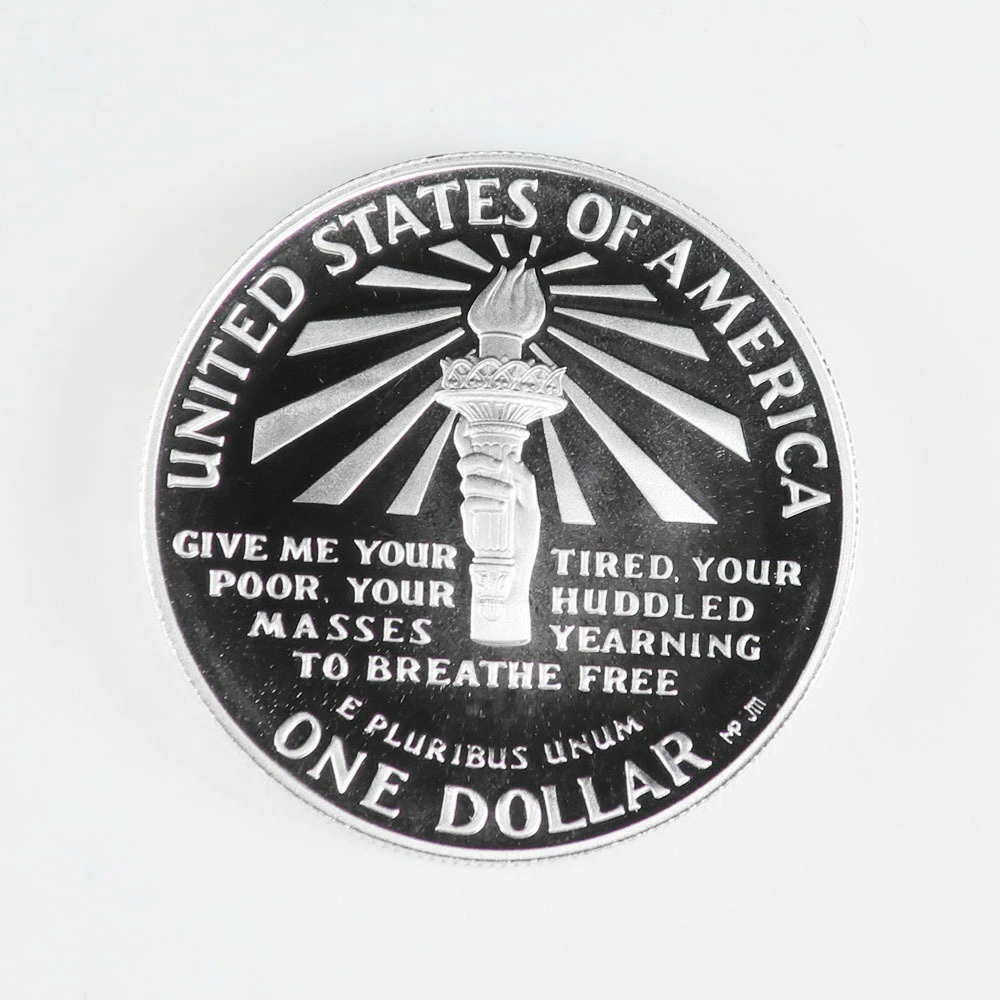 UNITED STATES OF AMERICA
GIVE ME YOUR TIRED, YOUR
POOR, YOUR HUDDLED
MASSES YEARNING
TO BREATHE FREE
E PLURIBUS UNUM
ONE DOLLAR
MP